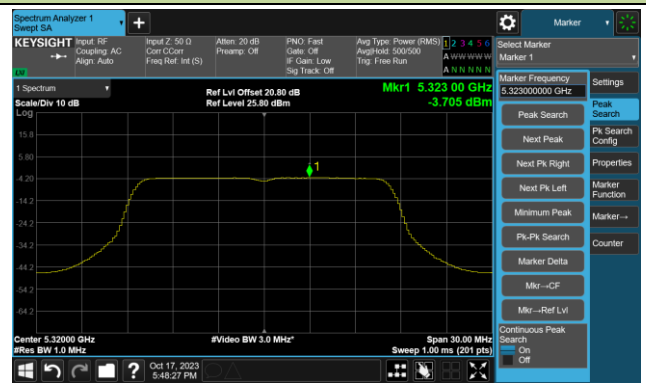 Spectrum Analyzer 1
Swept SA
Marker
KEYSIGHT
Input: RF
Coupling: AC
Align: Auto
Input Z: 50 Ω
Corr CCorr
Freq Ref: Int (S)
Atten: 20 dB
Preamp: Off
PNO: Fast
Gate: Off
IF Gain: Low
Sig Track: Off
Avg Type: Power (RMS)
Avg|Hold: 500/500
Trig: Free Run
1 2 3 4 5 6
A W W W W W
A N N N N N
Select Marker
Marker 1
1 Spectrum
Scale/Div 10 dB
Log
Ref Lvl Offset 20.80 dB
Ref Level 25.80 dBm
Mkr1 5.323 00 GHz
-3.705 dBm
15.8
5.80
-4.20
-14.2
-24.2
-34.2
-44.2
-54.2
-64.2
1
Center 5.32000 GHz
#Res BW 1.0 MHz
#Video BW 3.0 MHz*
Span 30.00 MHz
Sweep 1.00 ms (201 pts)
Marker Frequency
5.323000000 GHz
Peak Search
Next Peak
Next Pk Right
Next Pk Left
Minimum Peak
Pk-Pk Search
Marker Delta
Mkr→CF
Mkr→Ref Lvl
Continuous Peak
Search
On
Off
Settings
Peak
Search
Pk Search
Config
Properties
Marker
Function
Marker→
Counter
Oct 17, 2023
5:48:27 PM